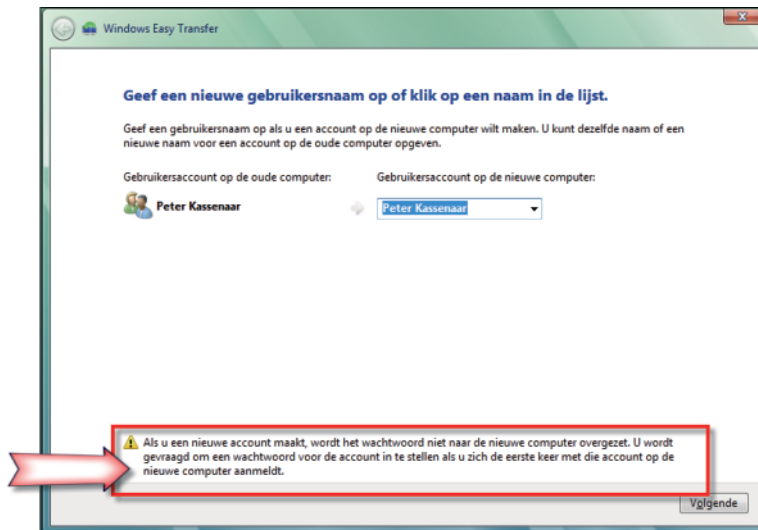 Windows Easy Transfer
Geef een nieuwe gebruikersnaam op of klik op een naam in de lijst.
Geef een gebruikersnaam op als u een account op de nieuwe computer wilt maken. U kunt dezelfde naam of een
nieuwe naam voor een account op de oude computer opgeven.
Gebruikersaccount op de oude computer:
Gebruikersaccount op de nieuwe computer:
Peter Kassenaar
Peter Kassenaar
Als u een nieuwe account maakt, wordt het wachtwoord niet naar de nieuwe computer overgezet. U wordt
gevraagd om een wachtwoord voor de account in te stellen als u zich de eerste keer met die account op de
nieuwe computer aanmeldt.
Volgende